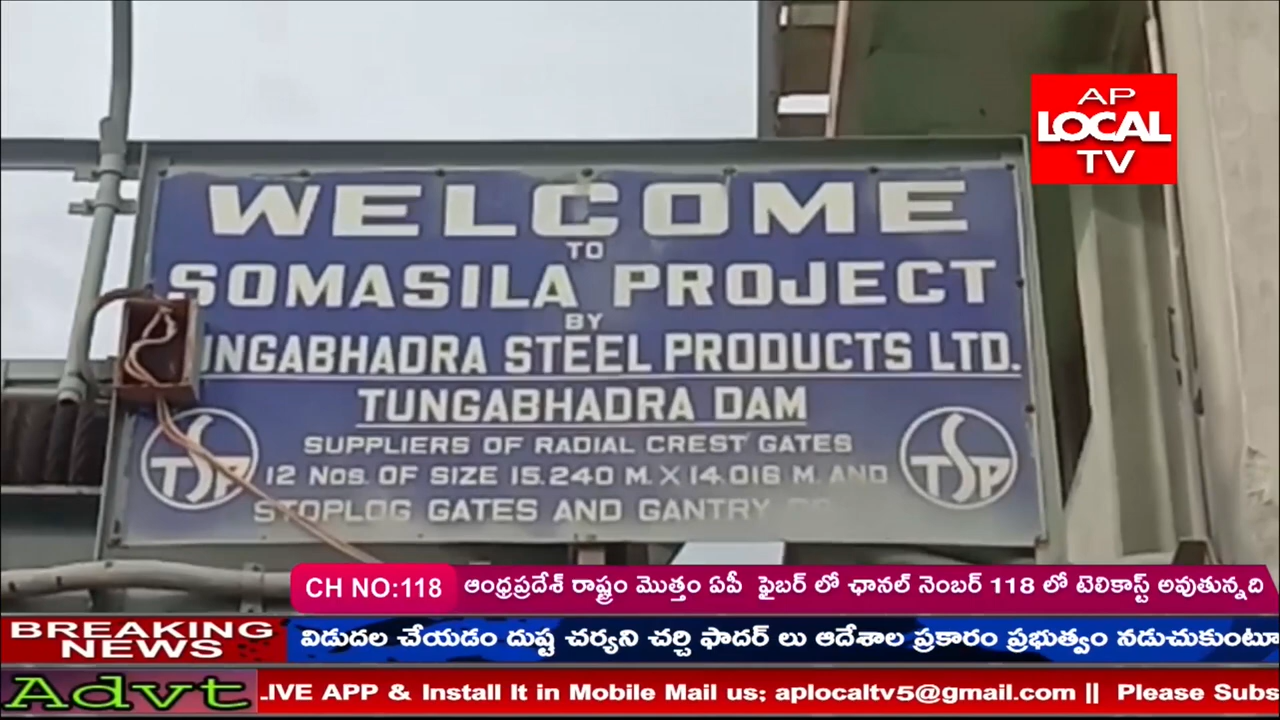 AP
LOCAL
TV
WELCOME
TO
SOMASILA PROJECT
BY
NGABHADRA STEEL PRODUCTS LTD.
TUNGABHADRA DAM
SUPPLIERS OF RADIAL CREST GATES
12 NOS. OF SIZE 15.240 M. X 14.016 M. AND
STOPLOG GATES AND GANTRY
TSP
TSP
CH NO:118 ఆంధ్రప్రదేశ్ రాష్ట్రం మొత్తం ఏపీ ఫైబర్ లో ఛానల్ నెంబర్ 118 లో టెలికాస్ట్ అవుతున్నది
BREAKING
NEWS
విడుదల చేయడం దుష్ట చర్యని చర్చి ఫాదర్ లు ఆదేశాల ప్రకారం ప్రభుత్వం నడుచుకుంటూ
Advt
LIVE APP & Install It in Mobile Mail us; aplocaltv5@gmail.com || Please Subs